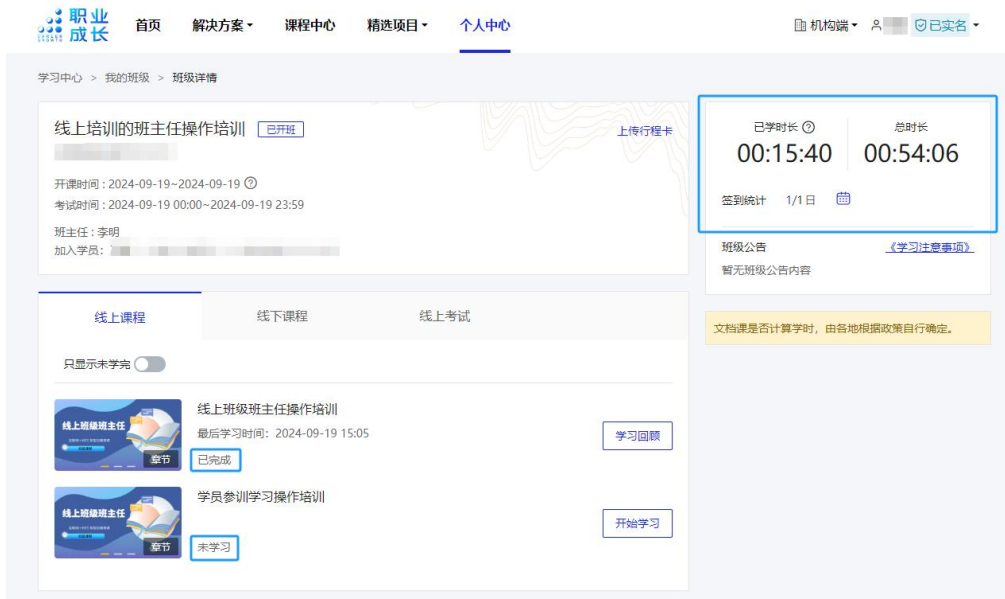 职业成长
首页 解决方案 课程中心 精选项目 个人中心 机构端 已实名
学习中心 > 我的班级 > 班级详情
线上培训的班主任操作培训 已开班 上传行程卡
开课时间 : 2024-09-19~2024-09-19
考试时间 : 2024-09-19 00:00~2024-09-19 23:59
班主任 : 李明
加入学员:
已学时长 总时长
00:15:40 00:54:06
签到统计 1/1 日
班级公告 《学习注意事项》
暂无班级公告内容
文档课是否计算学时，由各地根据政策自行确定。
线上课程 线下课程 线上考试
只显示未学完
线上班级班主任
章节
线上班级班主任操作培训
最后学习时间：2024-09-19 15:05
已完成
学习回顾
线上班级班主任
章节
学员参训学习操作培训
未学习
开始学习